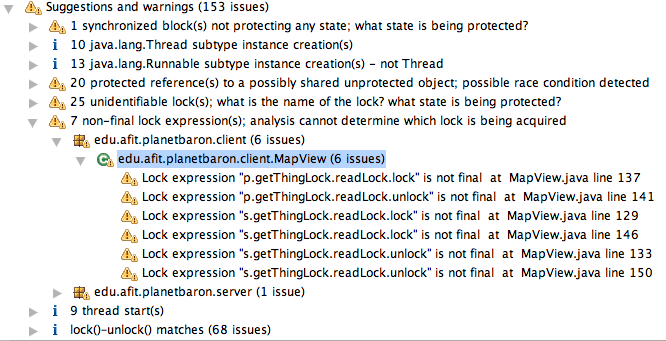 Suggestions and warnings (153 issues)
1 synchronized block(s) not protecting any state; what state is being protected?
10 java.lang.Thread subtype instance creation(s)
13 java.lang.Runnable subtype instance creation(s) - not Thread
20 protected reference(s) to a possibly shared unprotected object; possible race condition detected
25 unidentifiable lock(s); what is the name of the lock? what state is being protected?
7 non-final lock expression(s); analysis cannot determine which lock is being acquired
edu.afit.planetbaron.client (6 issues)
edu.afit.planetbaron.client.MapView (6 issues)
Lock expression "p.getThingLock.readLock.lock" is not final at MapView.java line 137
Lock expression "p.getThingLock.readLock.unlock" is not final at MapView.java line 141
Lock expression "s.getThingLock.readLock.lock" is not final at MapView.java line 129
Lock expression "s.getThingLock.readLock.lock" is not final at MapView.java line 146
Lock expression "s.getThingLock.readLock.unlock" is not final at MapView.java line 133
Lock expression "s.getThingLock.readLock.unlock" is not final at MapView.java line 150
edu.afit.planetbaron.server (1 issue)
9 thread start(s)
lock()-unlock() matches (68 issues)